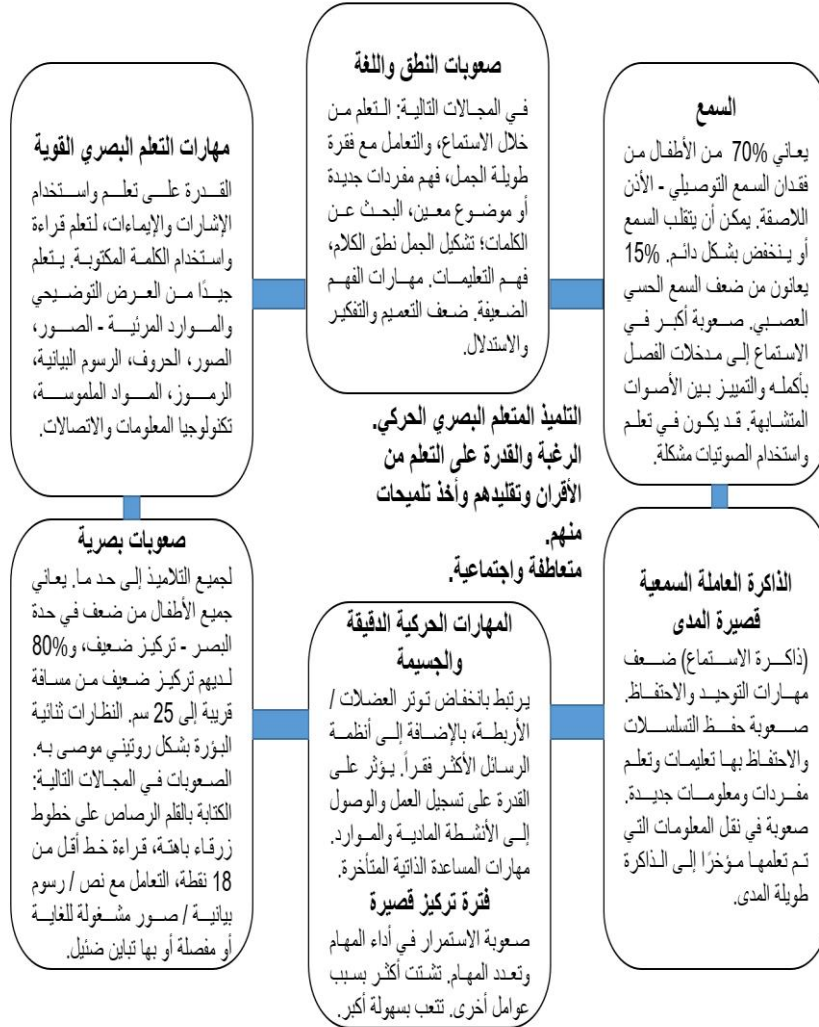 السمع
يعاني 70% من الأطفال من
فقدان السمع التوصيلي - الأذن
اللاصقة. يمكن أن يتقلب السمع
أو ينخفض بشكل دائم. 15%
يعانون من ضعف السمع الحسي
العصبي. صعوبة أكبر في
الاستماع إلى مدخلات الفصل
بأكمله والتمييز بين الأصوات
المتشابهة. قد يكون في تعلم
واستخدام الصوتيات مشكلة.
صعوبات النطق واللغة
في المجالات التالية: التعلم من
خلال الاستماع، والتعامل مع فقرة
طويلة الجمل، فهم مفردات جديدة
أو موضوع معين، البحث عن
الكلمات؛ تشكيل الجمل نطق الكلام،
فهم التعليمات. مهارات الفهم
الضعيفة. ضعف التعميم والتفكير
والاستدلال.
مهارات التعلم البصري القوية
القدرة على تعلم واستخدام
الإشارات والإيماءات، لتعلم قراءة
واستخدام الكلمة المكتوبة. يتعلم
جيدًا من العرض التوضيحي
والموارد المرئية - الصور،
الصور، الحروف، الرسوم البيانية،
الرموز، المواد الملموسة،
تكنولوجيا المعلومات والاتصالات.
التلميذ المتعلم البصري الحركي.
الرغبة والقدرة على التعلم من
الأقران وتقليدهم وأخذ تلميحات
منهم.
متعاطفة واجتماعية.
الذاكرة العاملة السمعية
قصيرة المدى
(ذاكرة الاستماع) ضعف
مهارات التوحيد والاحتفاظ.
صعوبة حفظ التسلسلات
والاحتفاظ بها تعليمات وتعلم
مفردات ومعلومات جديدة.
صعوبة في نقل المعلومات التي
تم تعلمها مؤخرًا إلى الذاكرة
طويلة المدى.
المهارات الحركية الدقيقة
والجسيمة
يرتبط بانخفاض توتر العضلات /
الأربطة، بالإضافة إلى أنظمة
الرسائل الأكثر فقراً. يؤثر على
القدرة على تسجيل العمل والوصول
إلى الأنشطة المادية والموارد.
مهارات المساعدة الذاتية المتأخرة.
فترة تركيز قصيرة
صعوبة الاستمرار في أداء المهام
وتعدد المهام. تشتت أكثر بسبب
عوامل أخرى. تتعب بسهولة أكبر.
صعوبات بصرية
لجميع التلاميذ إلى حد ما. يعاني
جميع الأطفال من ضعف في حدة
البصر - تركيز ضعيف، و80%
لديهم تركيز ضعيف من مسافة
قريبة إلى 25 سم. النظارات ثنائية
البؤرة بشكل روتيني موصى به.
الصعوبات في المجالات التالية:
الكتابة بالقلم الرصاص على خطوط
زرقاء باهتة، قراءة خط أقل من
18 نقطة، التعامل مع نص / رسوم
بيانية / صور مشغولة للغاية
أو مفصلة أو بها تباين ضئيل.